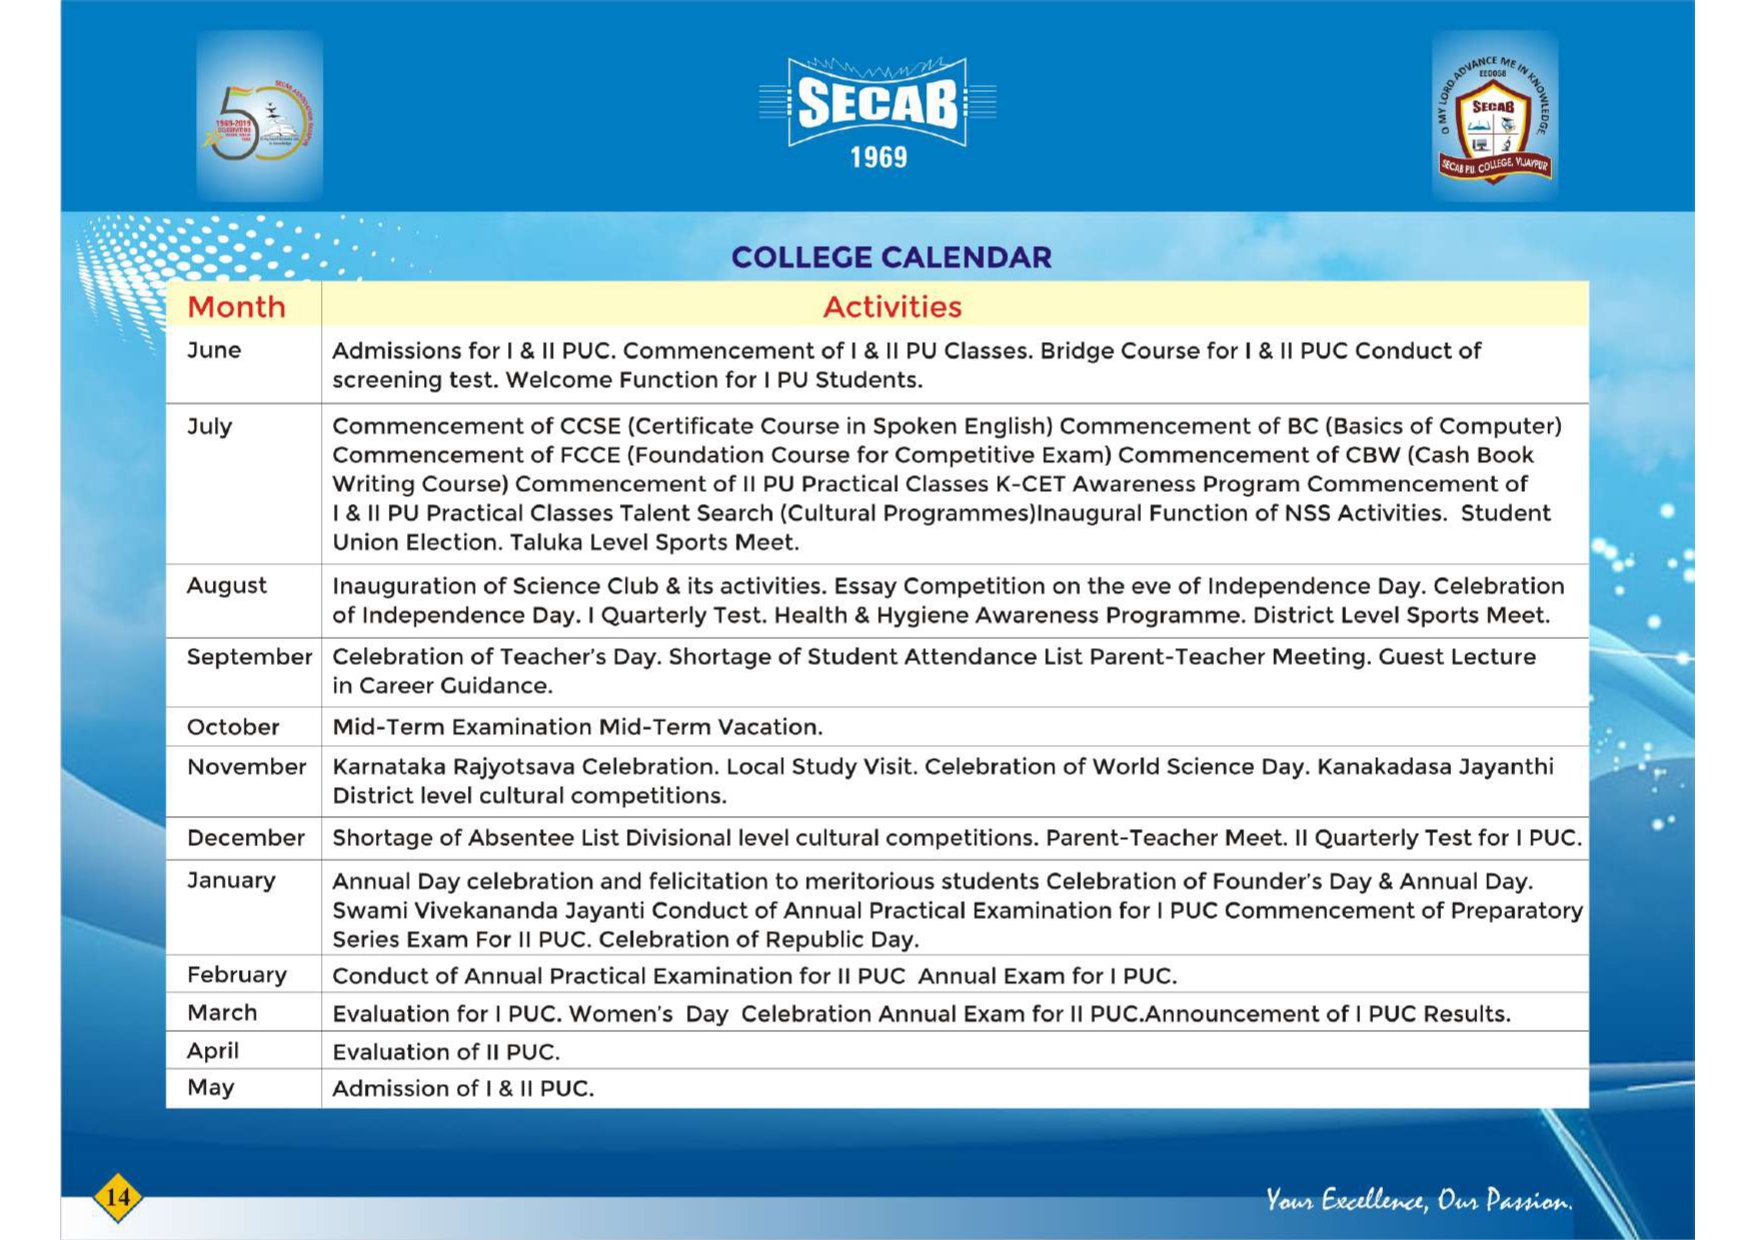 1969-2019
SECAB
1969
O MY LORD ADVANCE ME IN KNOWLEDGE
EE0008
SECAB
SECAB P.U. COLLEGE, VIJAYPUR
COLLEGE CALENDAR
Month Activities
June Admissions for I & II PUC. Commencement of I & II PU Classes. Bridge Course for I & II PUC Conduct of
screening test. Welcome Function for I PU Students.
July Commencement of CCSE (Certificate Course in Spoken English) Commencement of BC (Basics of Computer)
Commencement of FCCE (Foundation Course for Competitive Exam) Commencement of CBW (Cash Book
Writing Course) Commencement of II PU Practical Classes K-CET Awareness Program Commencement of
I & II PU Practical Classes Talent Search (Cultural Programmes)Inaugural Function of NSS Activities. Student
Union Election. Taluka Level Sports Meet.
August Inauguration of Science Club & its activities. Essay Competition on the eve of Independence Day. Celebration
of Independence Day. I Quarterly Test. Health & Hygiene Awareness Programme. District Level Sports Meet.
September Celebration of Teacher's Day. Shortage of Student Attendance List Parent-Teacher Meeting. Guest Lecture
in Career Guidance.
October Mid-Term Examination Mid-Term Vacation.
November Karnataka Rajyotsava Celebration. Local Study Visit. Celebration of World Science Day. Kanakadasa Jayanthi
District level cultural competitions.
December Shortage of Absentee List Divisional level cultural competitions. Parent-Teacher Meet. II Quarterly Test for I PUC.
January Annual Day celebration and felicitation to meritorious students Celebration of Founder's Day & Annual Day.
Swami Vivekananda Jayanti Conduct of Annual Practical Examination for I PUC Commencement of Preparatory
Series Exam For II PUC. Celebration of Republic Day.
February Conduct of Annual Practical Examination for II PUC Annual Exam for I PUC.
March Evaluation for I PUC. Women's Day Celebration Annual Exam for II PUC.Announcement of I PUC Results.
April Evaluation of II PUC.
May Admission of I & II PUC.
14
Your Excellence, Our Passion.